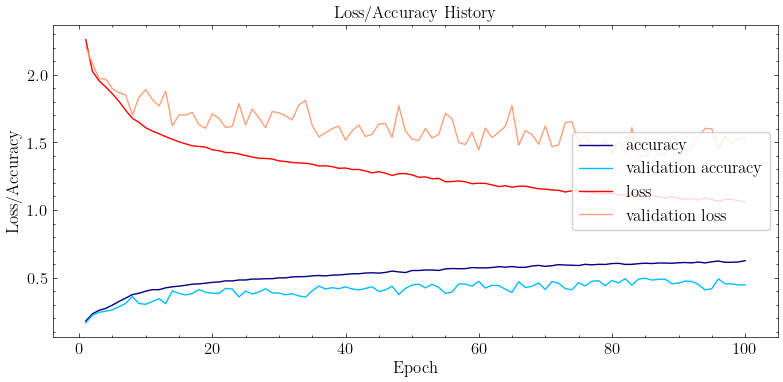 Loss/Accuracy History
Loss/Accuracy
2.0
1.5
1.0
0.5
accuracy
validation accuracy
loss
validation loss
0 20 40 60 80 100
Epoch